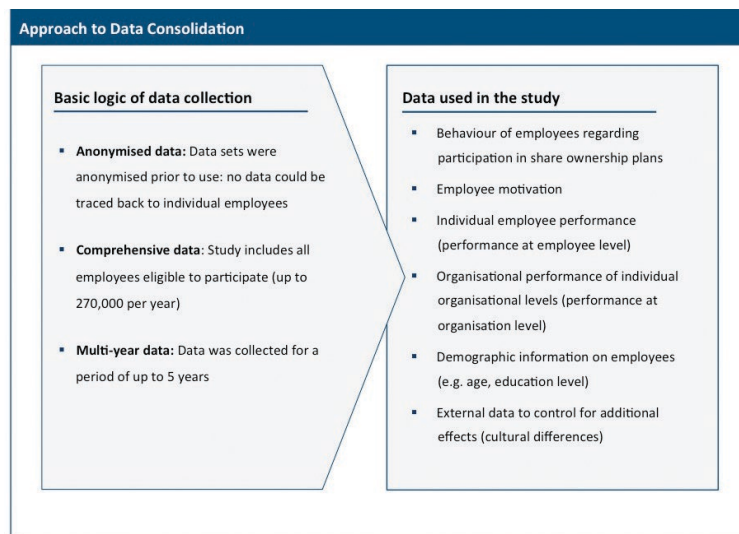 Approach to Data Consolidation
Basic logic of data collection
▪ Anonymised data: Data sets were
anonymised prior to use: no data could be
traced back to individual employees
▪ Comprehensive data: Study includes all
employees eligible to participate (up to
270,000 per year)
▪ Multi-year data: Data was collected for a
period of up to 5 years
Data used in the study
▪ Behaviour of employees regarding
participation in share ownership plans
▪ Employee motivation
▪ Individual employee performance
(performance at employee level)
▪ Organisational performance of individual
organisational levels (performance at
organisation level)
▪ Demographic information on employees
(e.g. age, education level)
▪ External data to control for additional
effects (cultural differences)